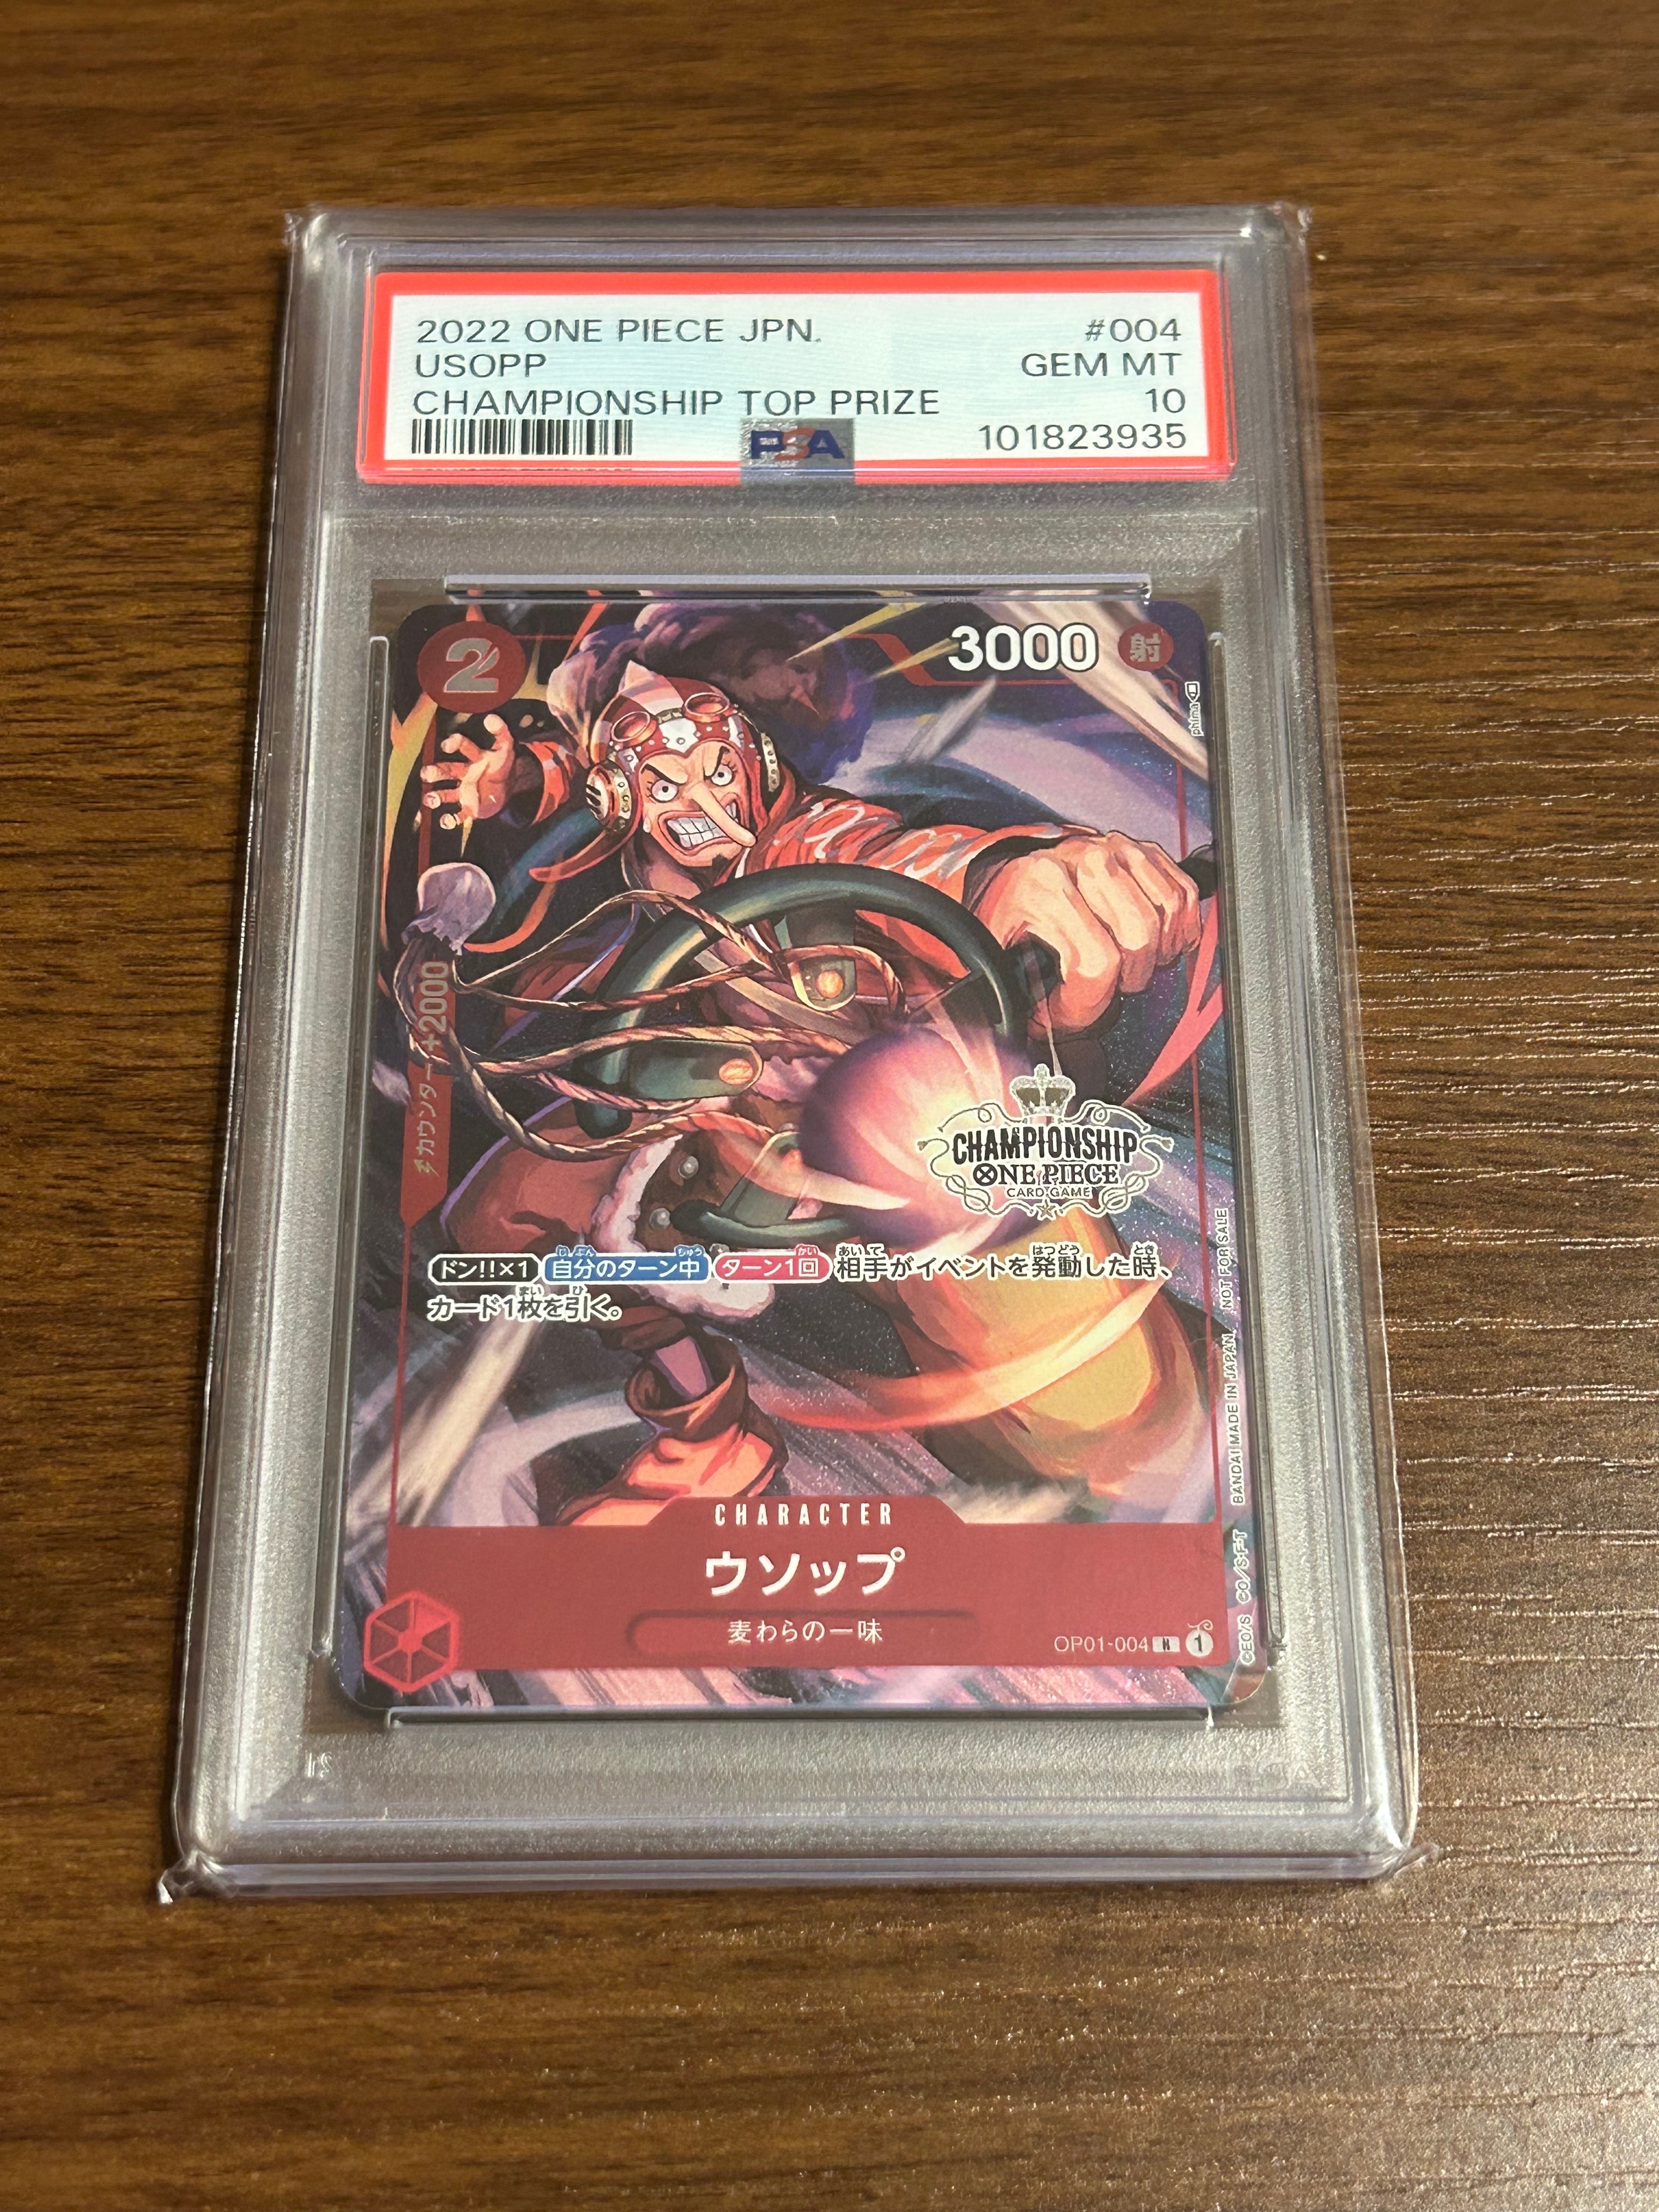 2022 ONE PIECE JPN. #004
USOPP GEM MT
CHAMPIONSHIP TOP PRIZE 10
PSA 101823935
2 3000 射
phima
カウンター+2000
CHAMPIONSHIP
ONE PIECE
CARD GAME
ドン!!×1 自分のターン中 ターン1回 相手がイベントを発動した時、
カード1枚を引く。
©E.O/S. ©O/S·F·T BANDAI MADE IN JAPAN. NOT FOR SALE
CHARACTER
ウソップ
麦わらの一味
OP01-004 1